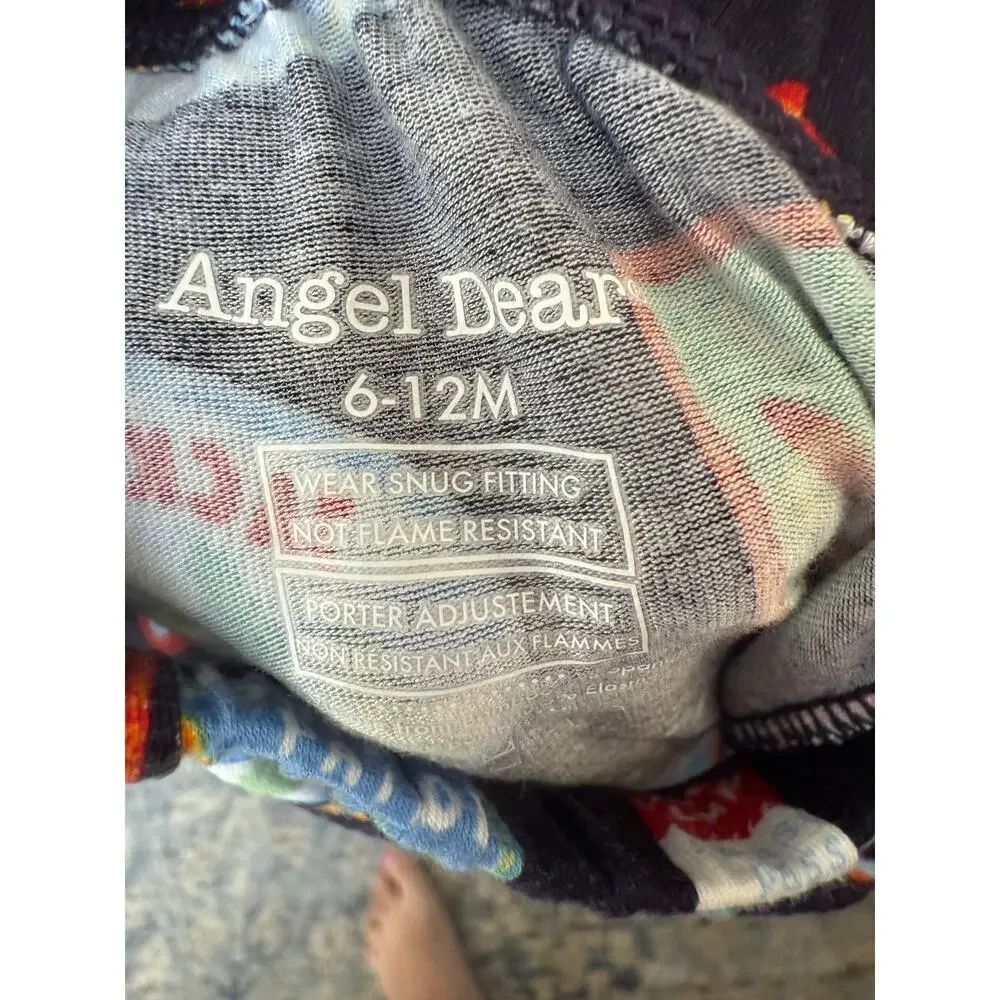 Angel Dear
6-12M
WEAR SNUG FITTING
NOT FLAME RESISTANT
PORTER ADJUSTEMENT
NON RESISTANT AUX FLAMMES